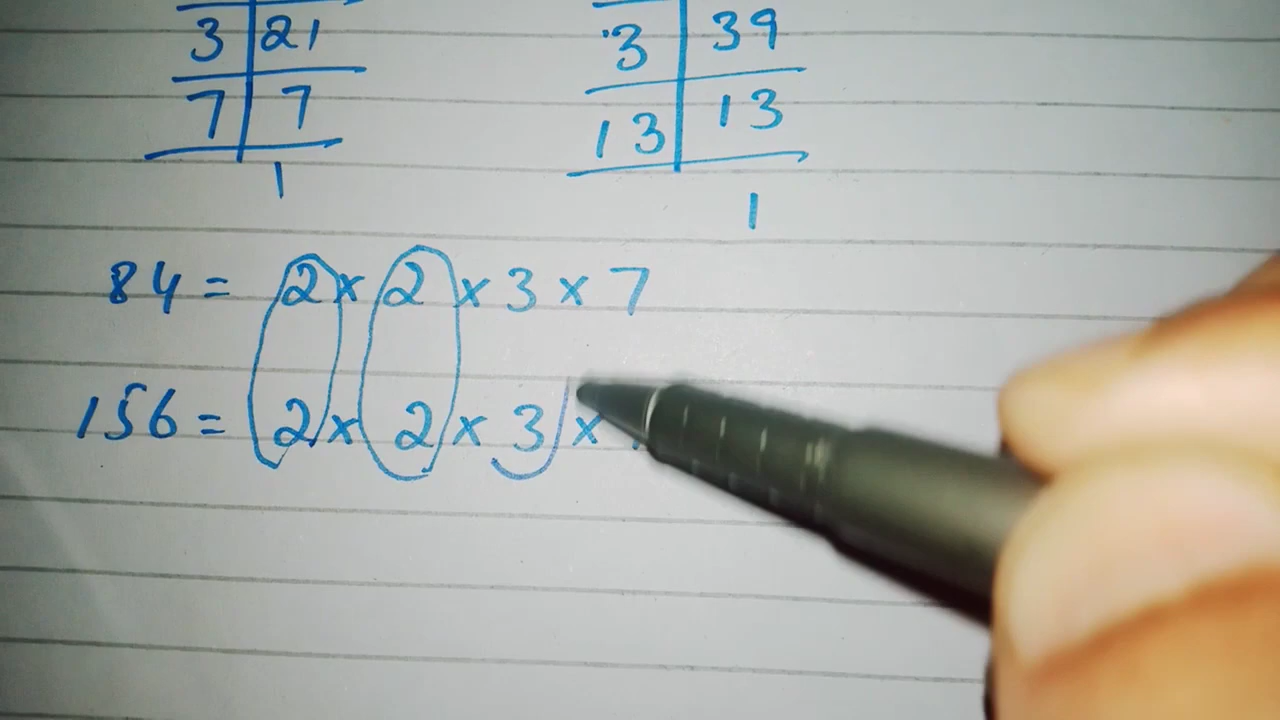 3 | 21
7 | 7
1
3 | 39
13 | 13
1
84 = 2 x 2 x 3 x 7
156 = 2 x 2 x 3 x